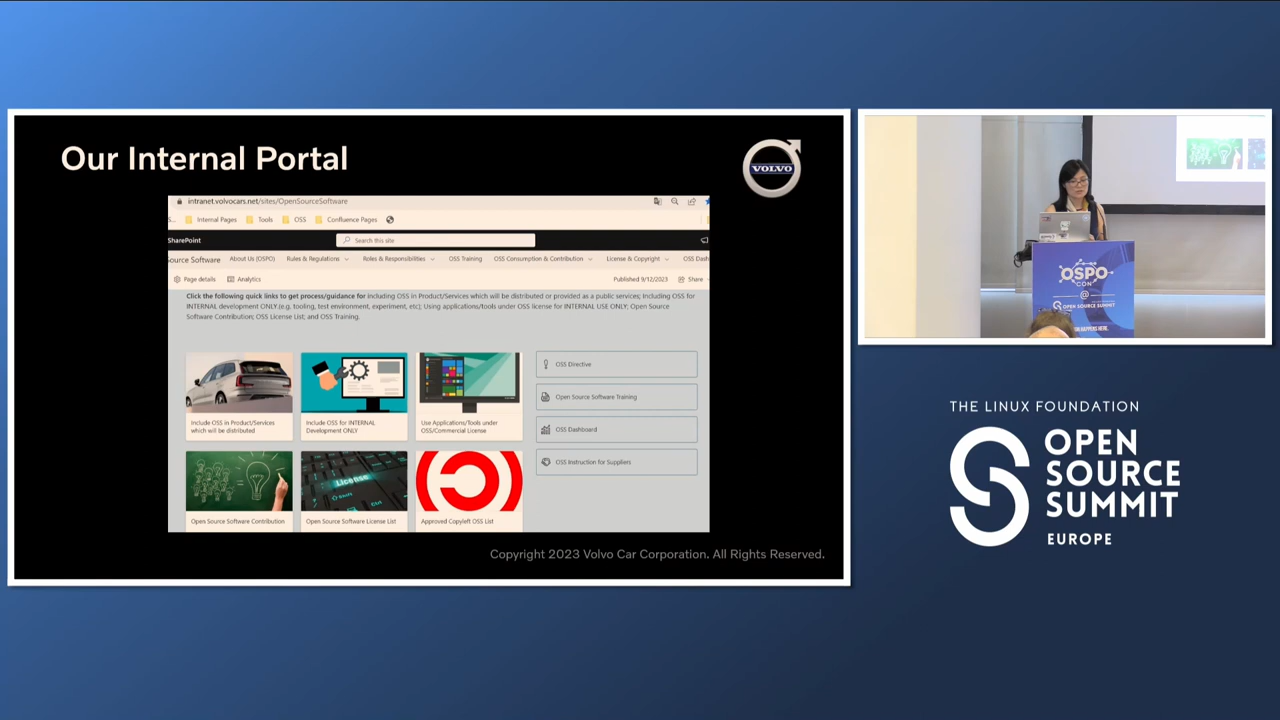 Our Internal Portal
VOLVO
intranet.volvocars.net/sites/OpenSourceSoftware
S... Internal Pages Tools OSS Confluence Pages
SharePoint
Search this site
ource Software About Us (OSPO) Rules & Regulations Roles & Responsibilities OSS Training OSS Consumption & Contribution License & Copyright OSS Dash
Page details Analytics Published 9/12/2023 Share
Click the following quick links to get process/guidance for including OSS in Product/Services which will be distributed or provided as a public services; Including OSS for
INTERNAL development ONLY(e.g. tooling, test environment, experiment, etc); Using applications/tools under OSS license for INTERNAL USE ONLY; Open Source
Software Contribution; OSS License List; and OSS Training.
Include OSS in Product/Services
which will be distributed
Include OSS for INTERNAL
Development ONLY
Use Applications/Tools under
OSS/Commercial License
OSS Directive
Open Source Software Training
OSS Dashboard
OSS Instruction for Suppliers
License
Open Source Software Contribution
Open Source Software License List
Approved Copyleft OSS List
Copyright 2023 Volvo Car Corporation. All Rights Reserved.
OSPO
CON
@
OPEN SOURCE SUMMIT
HAPPENS HERE.
THE LINUX FOUNDATION
OPEN
SOURCE
SUMMIT
EUROPE